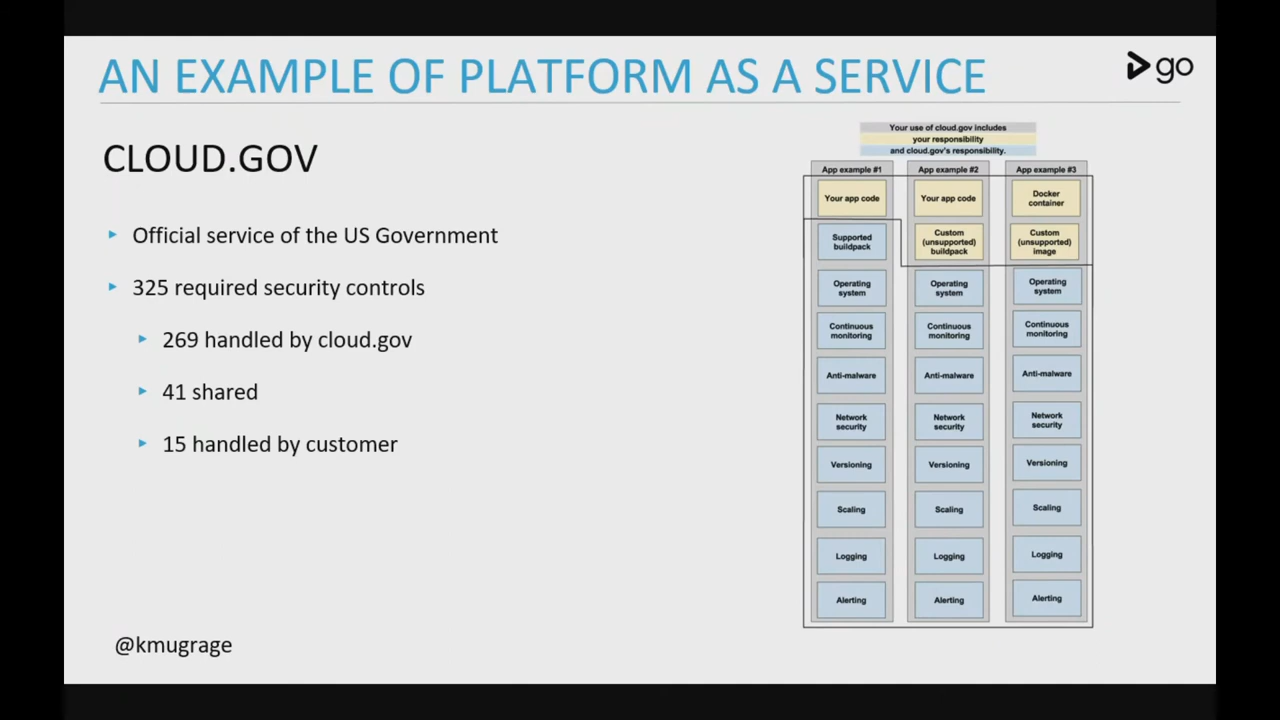 AN EXAMPLE OF PLATFORM AS A SERVICE
go
CLOUD.GOV
Official service of the US Government
325 required security controls
269 handled by cloud.gov
41 shared
15 handled by customer
@kmugrage
Your use of cloud.gov includes
your responsibility
and cloud.gov's responsibility.
App example #1
Your app code
Supported
buildpack
Operating
system
Continuous
monitoring
Anti-malware
Network
security
Versioning
Scaling
Logging
Alerting
App example #2
Your app code
Custom
(unsupported)
buildpack
Operating
system
Continuous
monitoring
Anti-malware
Network
security
Versioning
Scaling
Logging
Alerting
App example #3
Docker
container
Custom
(unsupported)
image
Operating
system
Continuous
monitoring
Anti-malware
Network
security
Versioning
Scaling
Logging
Alerting